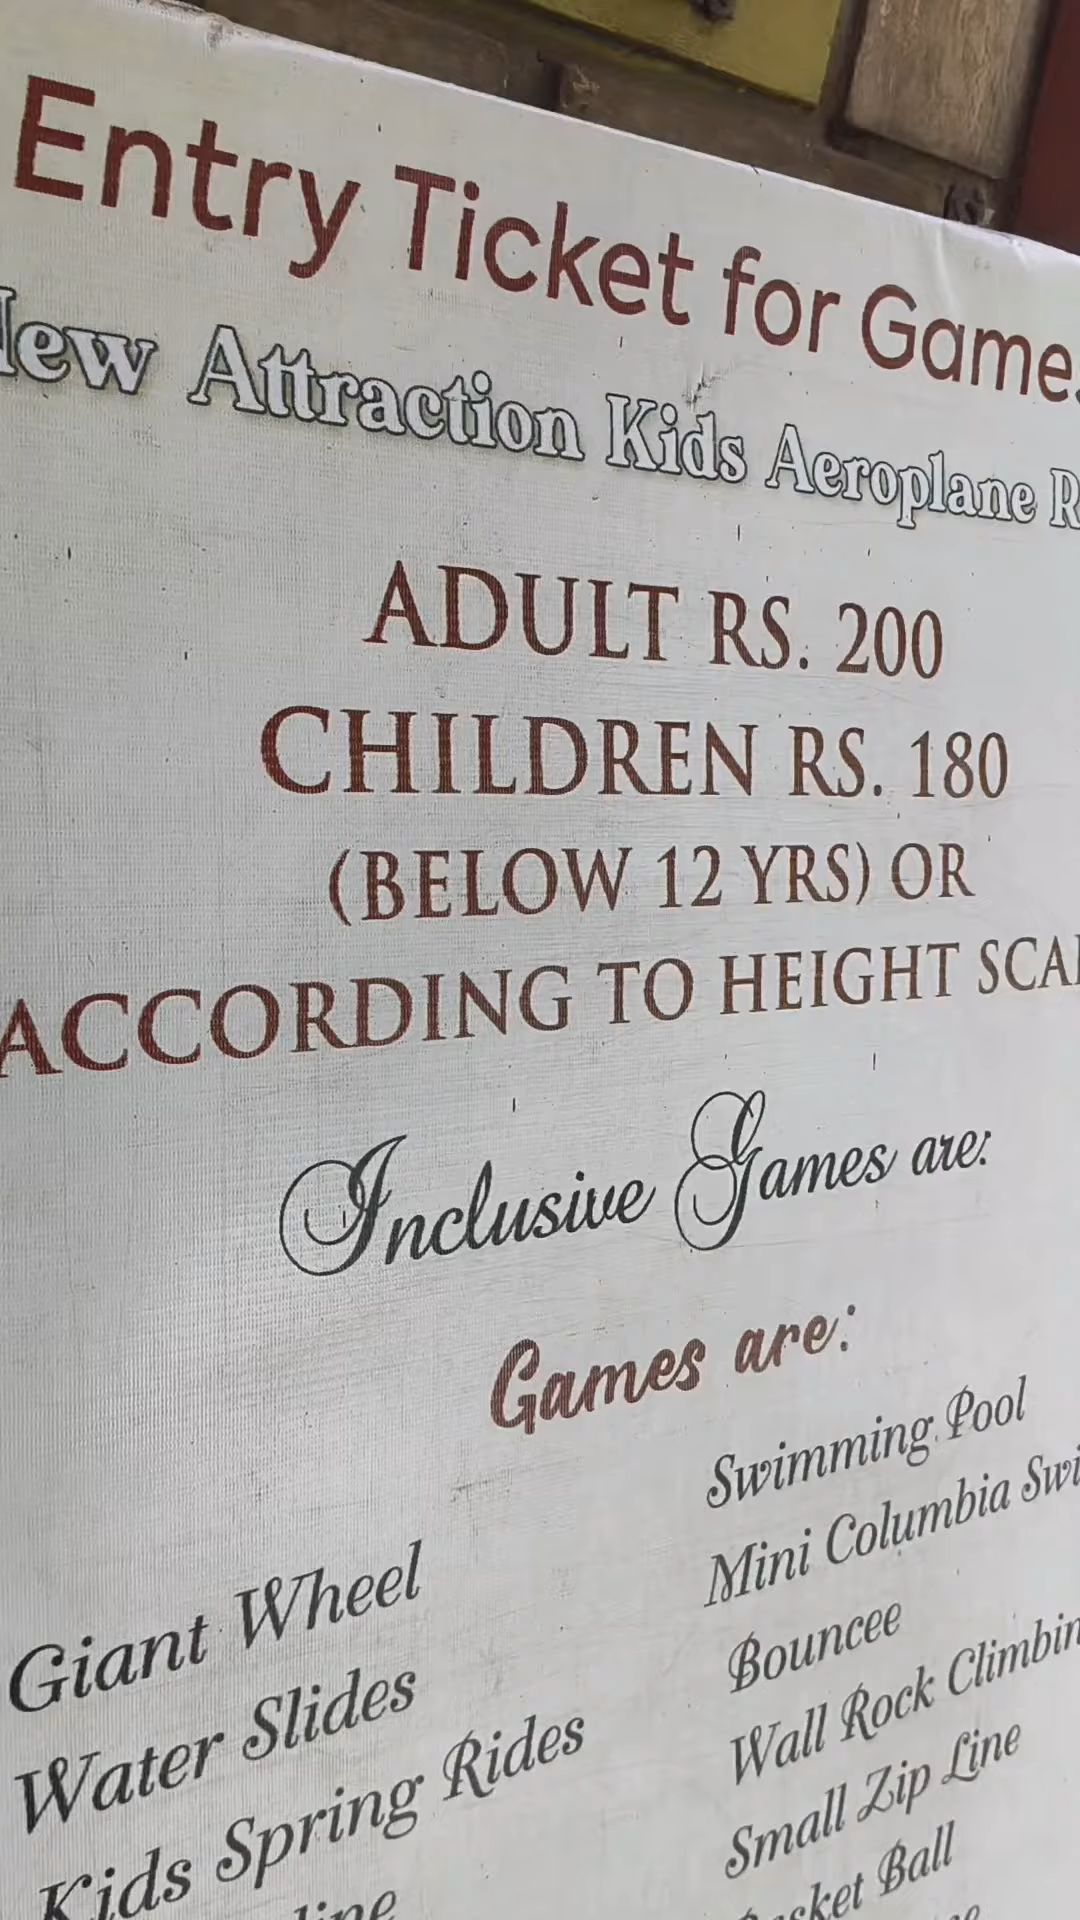 Entry Ticket for Games
New Attraction Kids Aeroplane
ADULT RS. 200
CHILDREN RS. 180
(BELOW 12 YRS) OR
ACCORDING TO HEIGHT
Inclusive Games are:
Games are:
Giant Wheel
Water Slides
Kids Spring Rides
Swimming Pool
Mini Columbia
Bouncee
Wall Rock Climbin
Small Zip Line
Ball